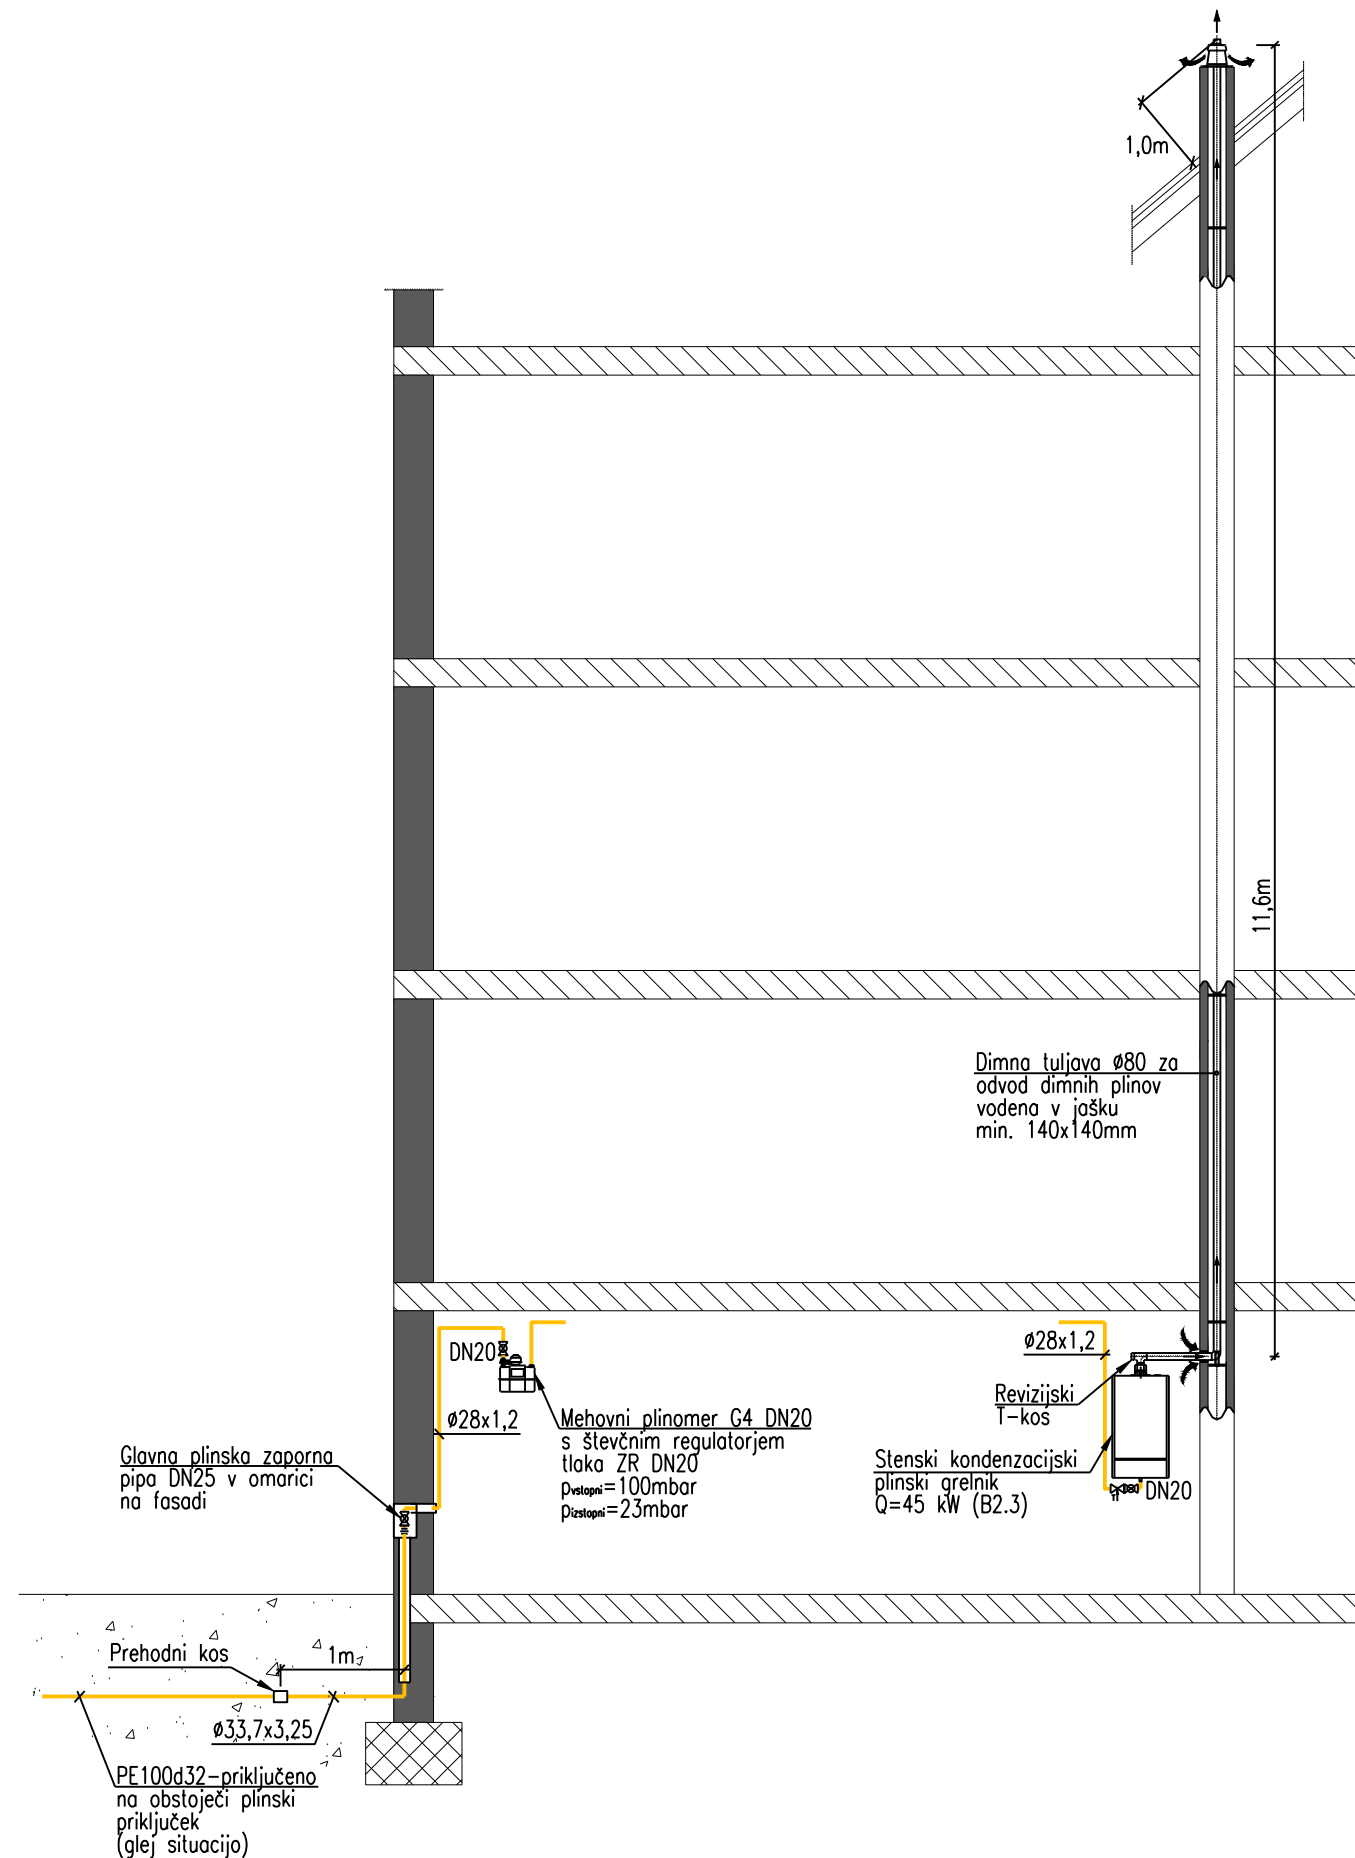 1,0m
11,6m
Dimna tuljava ø80 za
odvod dimnih plinov
vodena v jašku
min. 140x140mm
DN20
ø28x1,2
ø28x1,2
Revizijski
T-kos
Mehovni plinomer G4 DN20
s števčnim regulatorjem
tlaka ZR DN20
pvstopni=100mbar
pizstopni=23mbar
Glavna plinska zaporna
pipa DN25 v omarici
na fasadi
Stenski kondenzacijski
plinski grelnik
Q=45 kW (B2.3)
DN20
Prehodni kos
1m
ø33,7x3,25
PE100d32-priključeno
na obstoječi plinski
priključek
(glej situacijo)